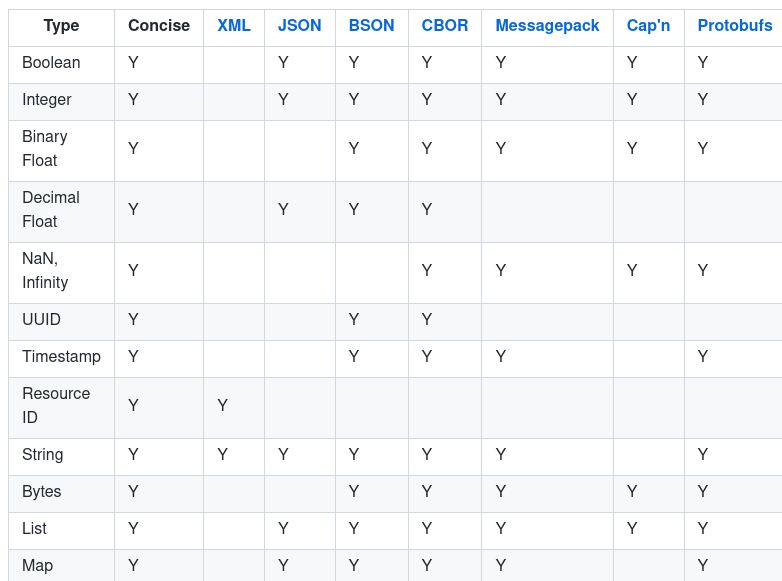 Type Concise XML JSON BSON CBOR Messagepack Cap'n Protobufs
Boolean Y Y Y Y Y Y Y
Integer Y Y Y Y Y Y Y
Binary
Float Y Y Y Y Y Y
Decimal
Float Y Y Y Y
NaN,
Infinity Y Y Y Y Y
UUID Y Y Y
Timestamp Y Y Y Y Y
Resource
ID Y Y
String Y Y Y Y Y Y Y
Bytes Y Y Y Y Y Y
List Y Y Y Y Y Y Y
Map Y Y Y Y Y Y